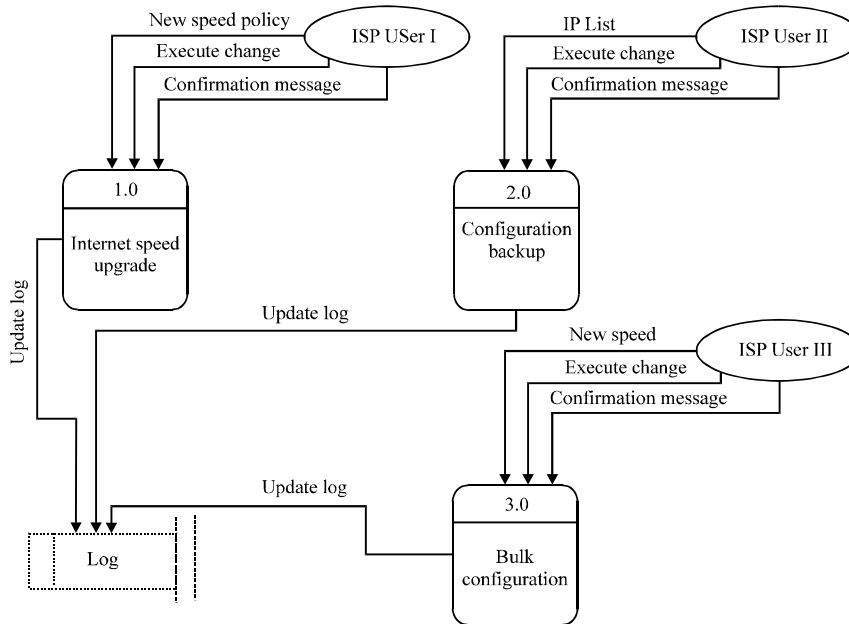 New speed policy
ISP USer I
Execute change
Confirmation message
IP List
ISP User II
Execute change
Confirmation message
1.0
Internet speed
upgrade
2.0
Configuration
backup
Update log
Update log
New speed
ISP User III
Execute change
Confirmation message
Update log
3.0
Bulk
configuration
Log